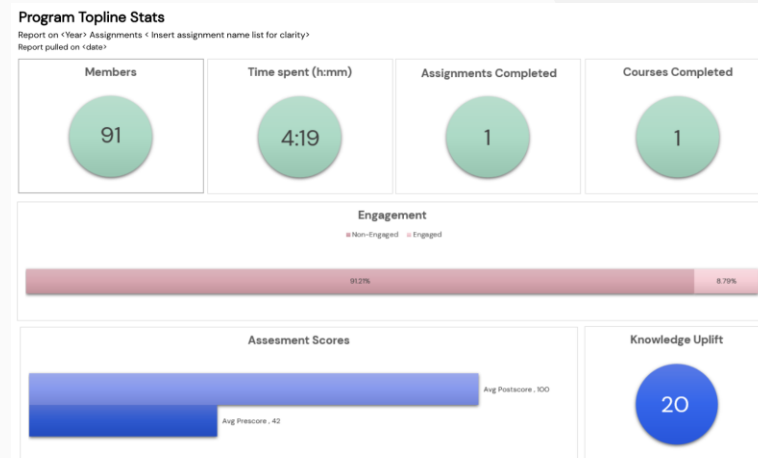 Program Topline Stats
Report on <Year> Assignments < Insert assignment name list for clarity>
Report pulled on <date>
Members
Time spent (h:mm)
Assignments Completed
Courses Completed
91
4:19
1
1
Engagement
Non-Engaged
Engaged
91.21%
8.79%
Assesment Scores
Avg Postscore , 100
Avg Prescore , 42
Knowledge Uplift
20